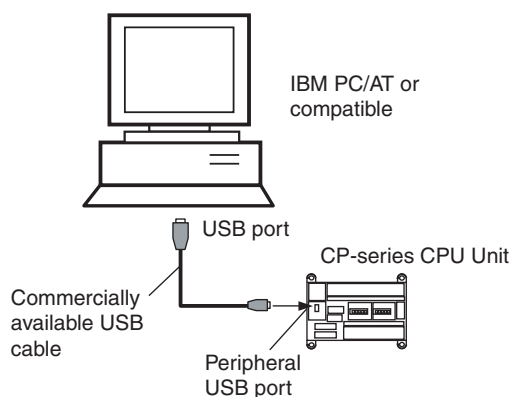 IBM PC/AT or
compatible
USB port
CP-series CPU Unit
Commercially
available USB
cable
Peripheral
USB port